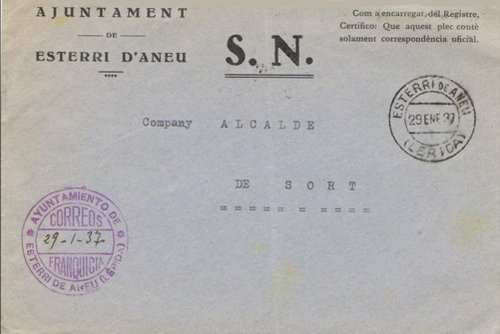 AJUNTAMENT
DE
ESTERRI D'ANEU
S. N.
Com a encarregat del Registre,
Certifico: Que aquest plec conté
solament correspondència oficial.
ESTERRI DE ANEU
29 ENE 37
(LERIDA)
Company ALCALDE
DE SORT
= = = = = = = = =
AYUNTAMIENTO DE
CORREOS
29-1-37
FRANQUICIA
ESTERRI DE ANEU (LÉRIDA)